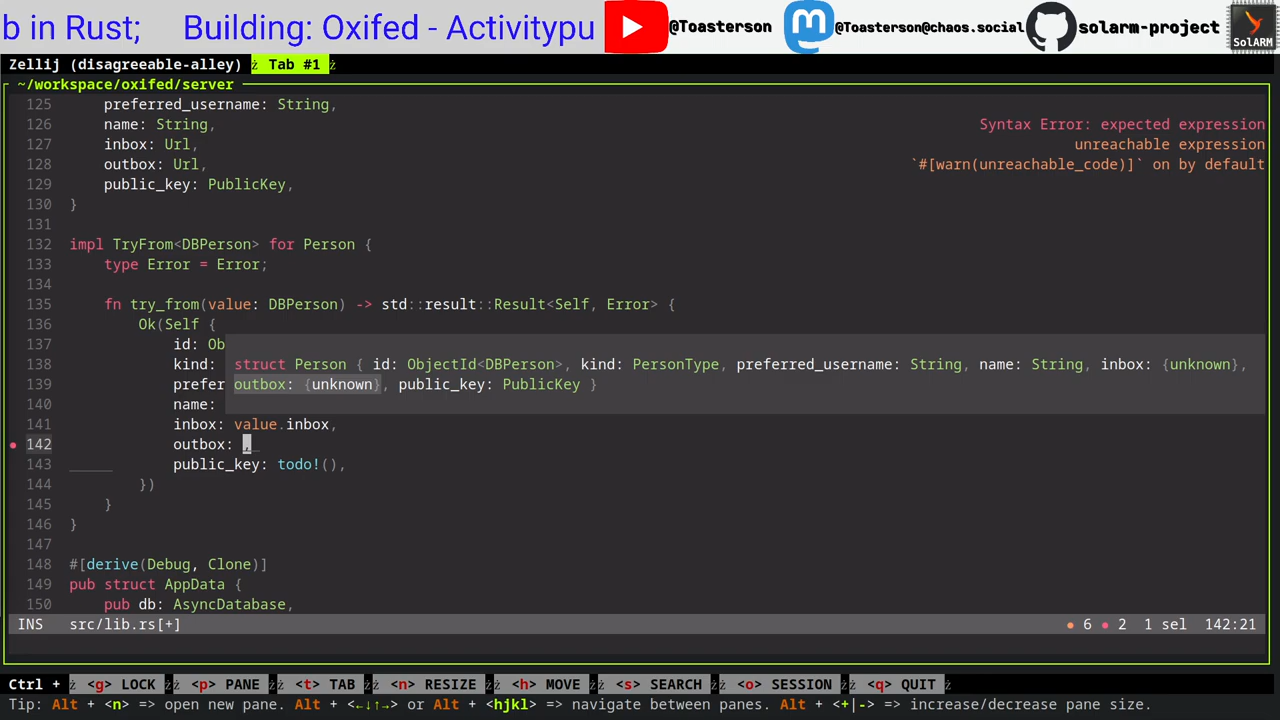 b in Rust;     Building: Oxifed - Activitypu
@Toasterson
@Toasterson@chaos.social
solarm-project
SolARM
Zellij (disagreeable-alley) Tab #1
~/workspace/oxifed/server
125 preferred_username: String,
126 name: String,
Syntax Error: expected expression
127 inbox: Url,
unreachable expression
128 outbox: Url,
`#[warn(unreachable_code)]` on by default
129 public_key: PublicKey,
130 }
131
132 impl TryFrom<DBPerson> for Person {
133 type Error = Error;
134
135 fn try_from(value: DBPerson) -> std::result::Result<Self, Error> {
136 Ok(Self {
137 id: Ob
138 kind: struct Person { id: ObjectId<DBPerson>, kind: PersonType, preferred_username: String, name: String, inbox: {unknown},
139 prefer outbox: {unknown}, public_key: PublicKey }
140 name:
141 inbox: value.inbox,
142 outbox: ,
143 public_key: todo!(),
144 })
145 }
146 }
147
148 #[derive(Debug, Clone)]
149 pub struct AppData {
150 pub db: AsyncDatabase,
INS src/lib.rs[+] ● 6 ● 2 1 sel 142:21
Ctrl + ż <g> LOCK ż <p> PANE ż <t> TAB ż <n> RESIZE ż <h> MOVE ż <s> SEARCH ż <o> SESSION ż <q> QUIT ż
Tip: Alt + <n> => open new pane. Alt + <←↓↑→> or Alt + <hjkl> => navigate between panes. Alt + <+|-> => increase/decrease pane size.